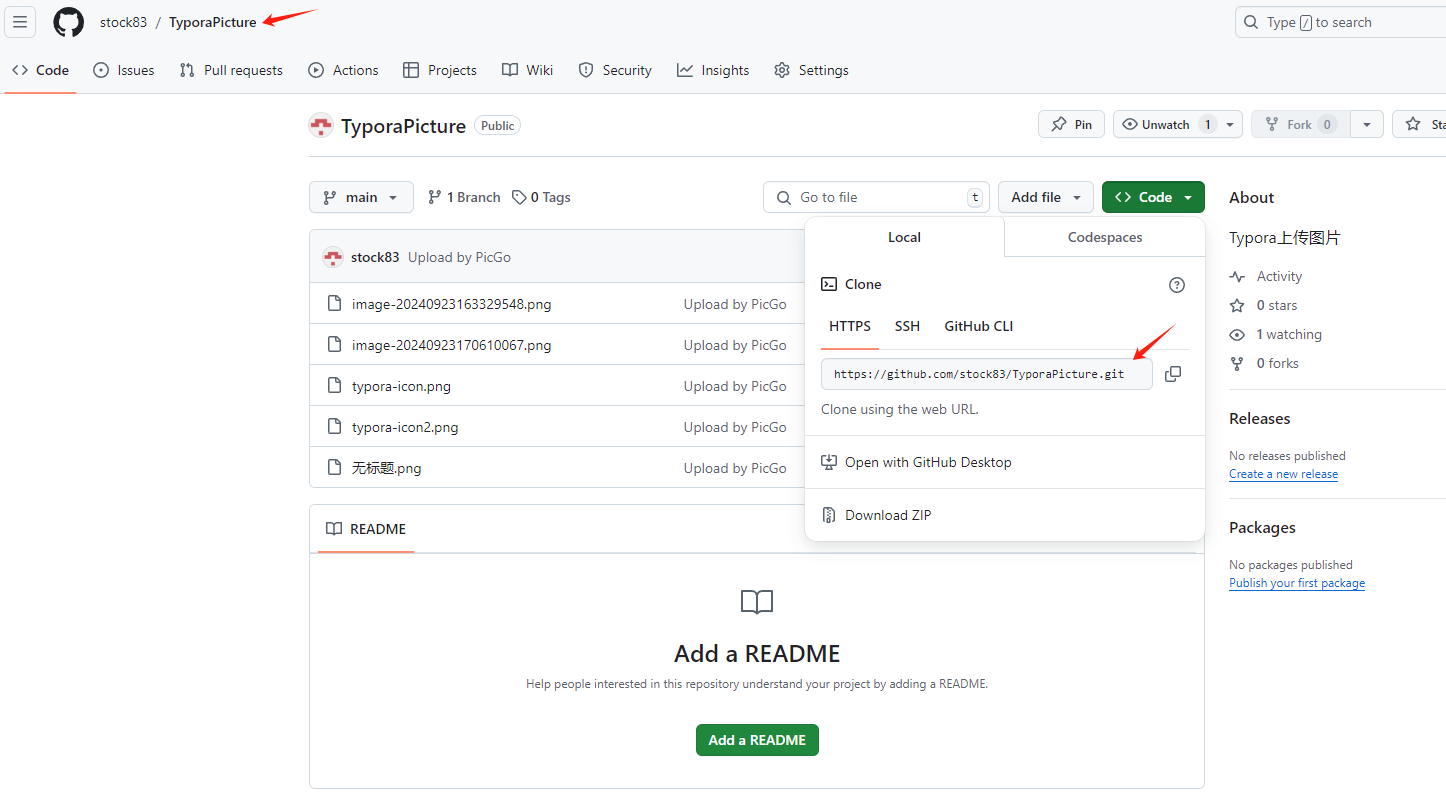 stock83 / TyporaPicture
Type / to search
Code Issues Pull requests Actions Projects Wiki Security Insights Settings
TyporaPicture Public
Pin Unwatch 1 Fork 0
main 1 Branch 0 Tags Go to file t Add file Code
stock83 Upload by PicGo
image-20240923163329548.png Upload by PicGo
image-20240923170610067.png Upload by PicGo
typora-icon.png Upload by PicGo
typora-icon2.png Upload by PicGo
无标题.png Upload by PicGo
Local Codespaces
Clone
HTTPS SSH GitHub CLI
https://github.com/stock83/TyporaPicture.git
Clone using the web URL.
Open with GitHub Desktop
Download ZIP
README
Add a README
Help people interested in this repository understand your project by adding a README.
Add a README
About
Typora上传图片
Activity
0 stars
1 watching
0 forks
Releases
No releases published
Create a new release
Packages
No packages published
Publish your first package